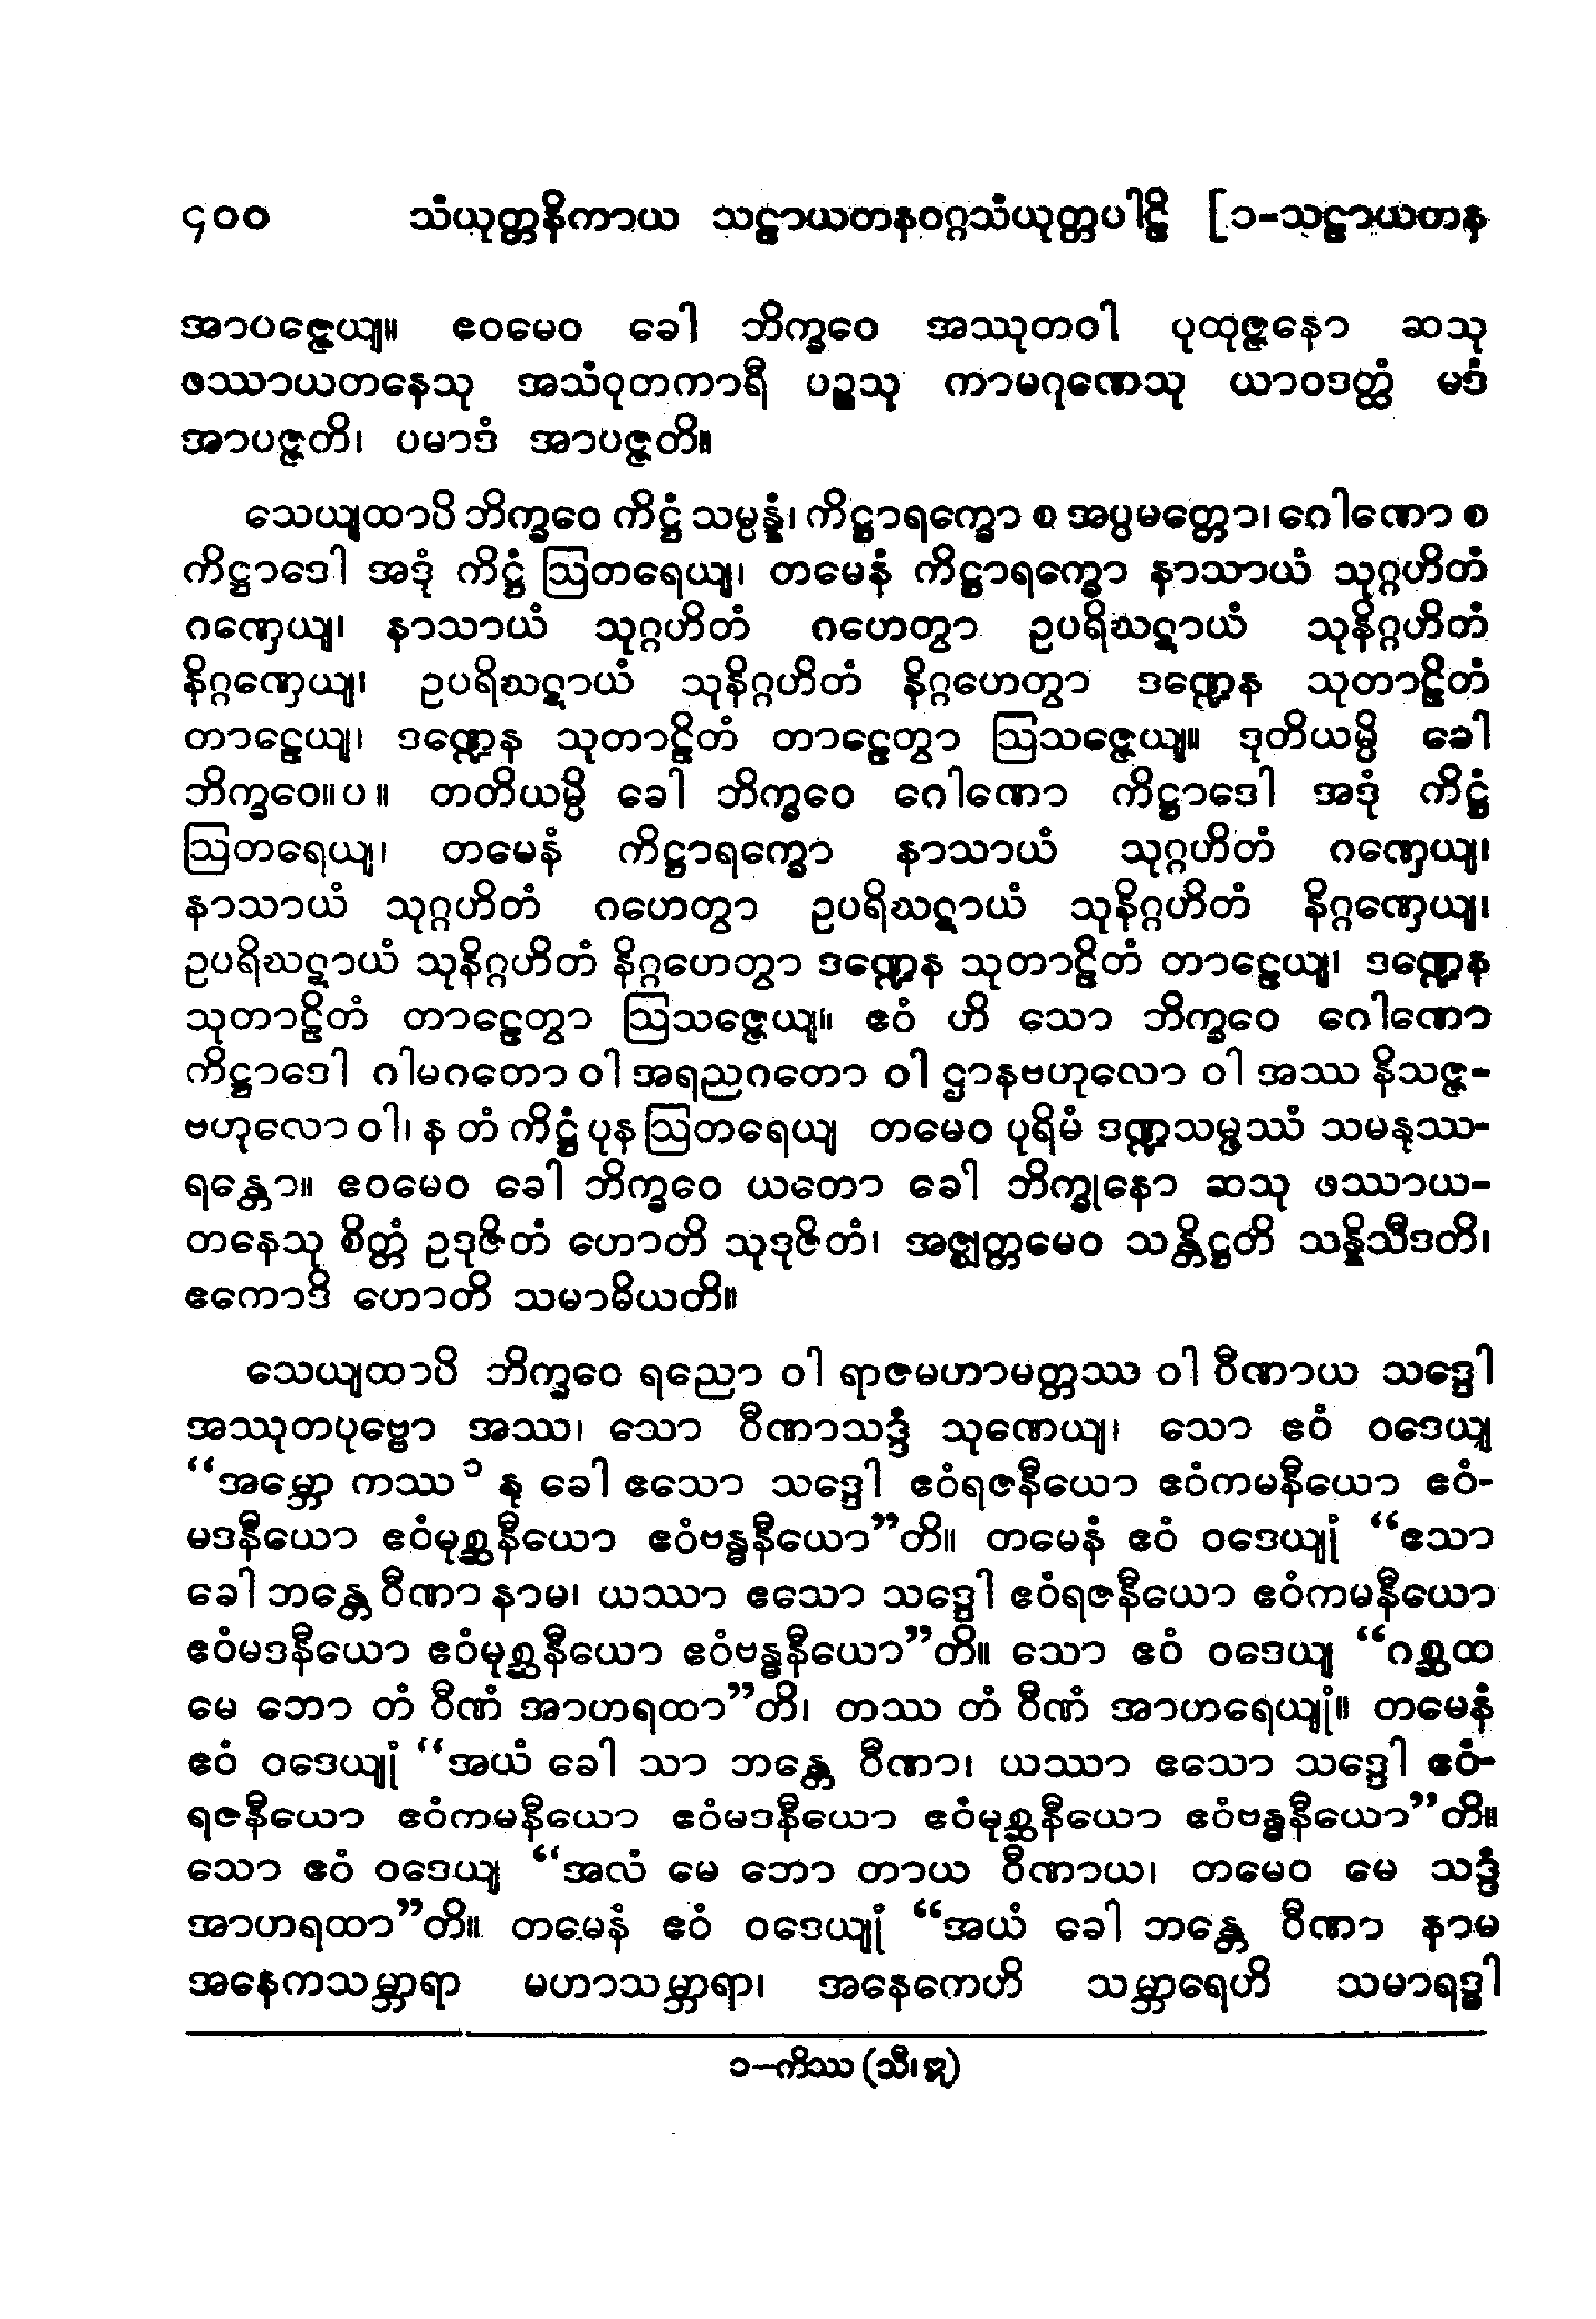 ၄၀၀ သံယုတ္တနိကာယ သဠာယတနဝဂ္ဂသံယုတ္တပါဠိ [၁-သဠာယတန
အာပဇ္ဇေယျ။ ဧဝမေဝ ခေါ ဘိက္ခဝေ အဿုတဝါ ပုထုဇ္ဇနော ဆသု
ဖဿာယတနေသု အသံဝုတကာရီ ပဉ္စသု ကာမဂုဏေသု ယာဝဒတ္ထံ မဒံ
အာပဇ္ဇတိ၊ ပမာဒံ အာပဇ္ဇတိ။
သေယျထာပိ ဘိက္ခဝေ ကိဋ္ဌံ သမ္ပန္နံ၊ ကိဋ္ဌာရက္ခော စ အပ္ပမတ္တော၊ ဂေါဏော စ
ကိဋ္ဌာဒေါ အဒုံ ကိဋ္ဌံ ဩတရေယျ၊ တမေနံ ကိဋ္ဌာရက္ခော နာသာယံ သုဂ္ဂဟိတံ
ဂဏှေယျ၊ နာသာယံ သုဂ္ဂဟိတံ ဂဟေတွာ ဥပရိဃဋာယံ သုနိဂ္ဂဟိတံ
နိဂ္ဂဏှေယျ၊ ဥပရိဃဋာယံ သုနိဂ္ဂဟိတံ နိဂ္ဂဟေတွာ ဒဏ္ဍေန သုတာဠိတံ
တာဠေယျ၊ ဒဏ္ဍေန သုတာဠိတံ တာဠေတွာ ဩသဇ္ဇေယျ။ ဒုတိယမ္ပိ ခေါ
ဘိက္ခဝေ။ ပ ။ တတိယမ္ပိ ခေါ ဘိက္ခဝေ ဂေါဏော ကိဋ္ဌာဒေါ အဒုံ ကိဋ္ဌံ
ဩတရေယျ၊ တမေနံ ကိဋ္ဌာရက္ခော နာသာယံ သုဂ္ဂဟိတံ ဂဏှေယျ၊
နာသာယံ သုဂ္ဂဟိတံ ဂဟေတွာ ဥပရိဃဋာယံ သုနိဂ္ဂဟိတံ နိဂ္ဂဏှေယျ၊
ဥပရိဃဋာယံ သုနိဂ္ဂဟိတံ နိဂ္ဂဟေတွာ ဒဏ္ဍေန သုတာဠိတံ တာဠေယျ၊ ဒဏ္ဍေန
သုတာဠိတံ တာဠေတွာ ဩသဇ္ဇေယျ။ ဧဝံ ဟိ သော ဘိက္ခဝေ ဂေါဏော
ကိဋ္ဌာဒေါ ဂါမဂတော ဝါ အရညဂတော ဝါ ဌာနဗဟုလော ဝါ အဿ နိသဇ္ဇ-
ဗဟုလော ဝါ၊ န တံ ကိဋ္ဌံ ပုန ဩတရေယျ တမေဝ ပုရိမံ ဒဏ္ဍသမ္ဖဿံ သမနုဿ-
ရန္တော။ ဧဝမေဝ ခေါ ဘိက္ခဝေ ယတော ခေါ ဘိက္ခုနော ဆသု ဖဿာယ-
တနေသု စိတ္တံ ဥဒုဇိတံ ဟောတိ သုဒုဇိတံ၊ အဇ္ဈတ္တမေဝ သန္တိဋ္ဌတိ သန္နိသီဒတိ၊
ဧကောဒိ ဟောတိ သမာဓိယတိ။
သေယျထာပိ ဘိက္ခဝေ ရညော ဝါ ရာဇမဟာမတ္တဿ ဝါ ဝီဏာယ သဒ္ဒေါ
အဿုတပုဗ္ဗော အဿ၊ သော ဝီဏာသဒ္ဒံ သုဏေယျ၊ သော ဧဝံ ဝဒေယျ
“အမ္ဘော ကဿ ၁ နု ခေါ ဧသော သဒ္ဒေါ ဧဝံရဇနီယော ဧဝံကမနီယော ဧဝံ-
မဒနီယော ဧဝံမုစ္ဆနီယော ဧဝံဗန္ဓနီယော”တိ။ တမေနံ ဧဝံ ဝဒေယျုံ “ဧသာ
ခေါ ဘန္တေ ဝီဏာ နာမ၊ ယဿာ ဧသော သဒ္ဒေါ ဧဝံရဇနီယော ဧဝံကမနီယော
ဧဝံမဒနီယော ဧဝံမုစ္ဆနီယော ဧဝံဗန္ဓနီယော”တိ။ သော ဧဝံ ဝဒေယျ “ဂစ္ဆထ
မေ ဘော တံ ဝီဏံ အာဟရထာ”တိ၊ တဿ တံ ဝီဏံ အာဟရေယျုံ။ တမေနံ
ဧဝံ ဝဒေယျုံ “အယံ ခေါ သာ ဘန္တေ ဝီဏာ၊ ယဿာ ဧသော သဒ္ဒေါ ဧဝံ-
ရဇနီယော ဧဝံကမနီယော ဧဝံမဒနီယော ဧဝံမုစ္ဆနီယော ဧဝံဗန္ဓနီယော”တိ။
သော ဧဝံ ဝဒေယျ “အလံ မေ ဘော တာယ ဝီဏာယ၊ တမေဝ မေ သဒ္ဒံ
အာဟရထာ”တိ။ တမေနံ ဧဝံ ဝဒေယျုံ “အယံ ခေါ ဘန္တေ ဝီဏာ နာမ
အနေကသမ္ဘာရာ မဟာသမ္ဘာရာ၊ အနေကေဟိ သမ္ဘာရေဟိ သမာရဒ္ဓါ
၁-ကိဿ (သီ၊ ဣ)